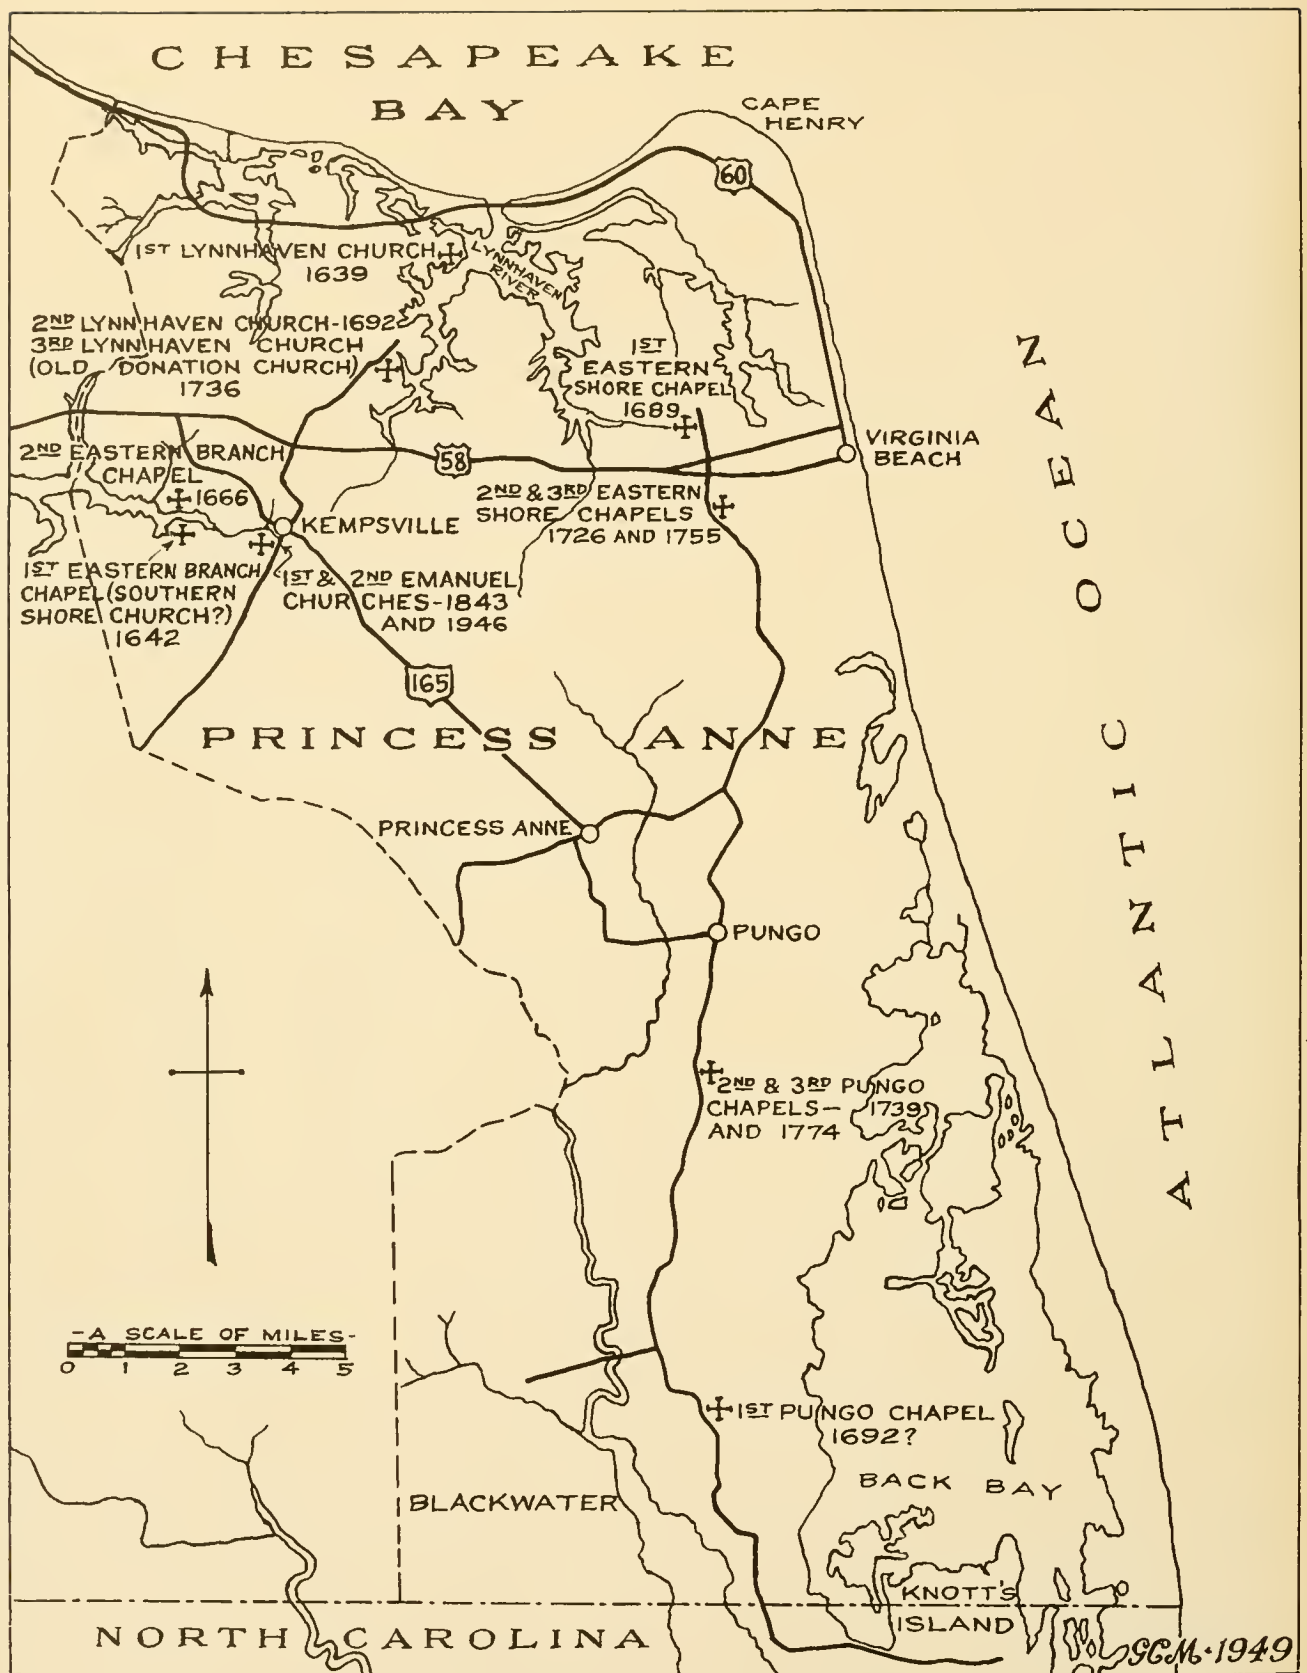 CHESAPEAKE
BAY
CAPE
HENRY
60
1ST LYNNHAVEN CHURCH
1639
LYNNHAVEN
RIVER
2ND LYNNHAVEN CHURCH-1692
3RD LYNNHAVEN CHURCH
(OLD DONATION CHURCH)
1736
1ST
EASTERN
SHORE CHAPEL
1689
VIRGINIA
BEACH
58
2ND EASTERN BRANCH
CHAPEL
1666
2ND & 3RD EASTERN
SHORE CHAPELS
1726 AND 1755
KEMPSVILLE
1ST EASTERN BRANCH
CHAPEL (SOUTHERN
SHORE CHURCH?)
1642
1ST & 2ND EMANUEL
CHURCHES-1843
AND 1946
165
ATLANTIC OCEAN
PRINCESS ANNE
PRINCESS ANNE
PUNGO
2ND & 3RD PUNGO
CHAPELS- 1739
AND 1774
-A SCALE OF MILES-
0 1 2 3 4 5
1ST PUNGO CHAPEL
1692?
BACK BAY
BLACKWATER
KNOTT'S
ISLAND
NORTH CAROLINA
GCM·1949